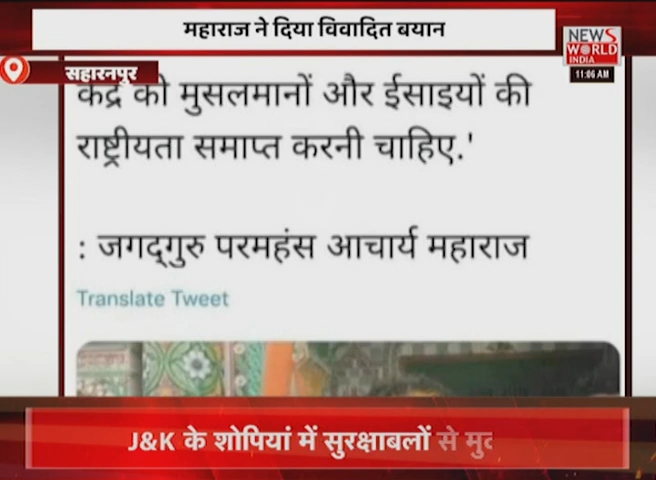 महाराज ने दिया विवादित बयान
NEWS
WORLD
INDIA
11:06 AM
सहारनपुर
केंद्र को मुसलमानों और ईसाइयों की
राष्ट्रीयता समाप्त करनी चाहिए.'
: जगद्गुरु परमहंस आचार्य महाराज
Translate Tweet
J&K के शोपियां में सुरक्षाबलों से